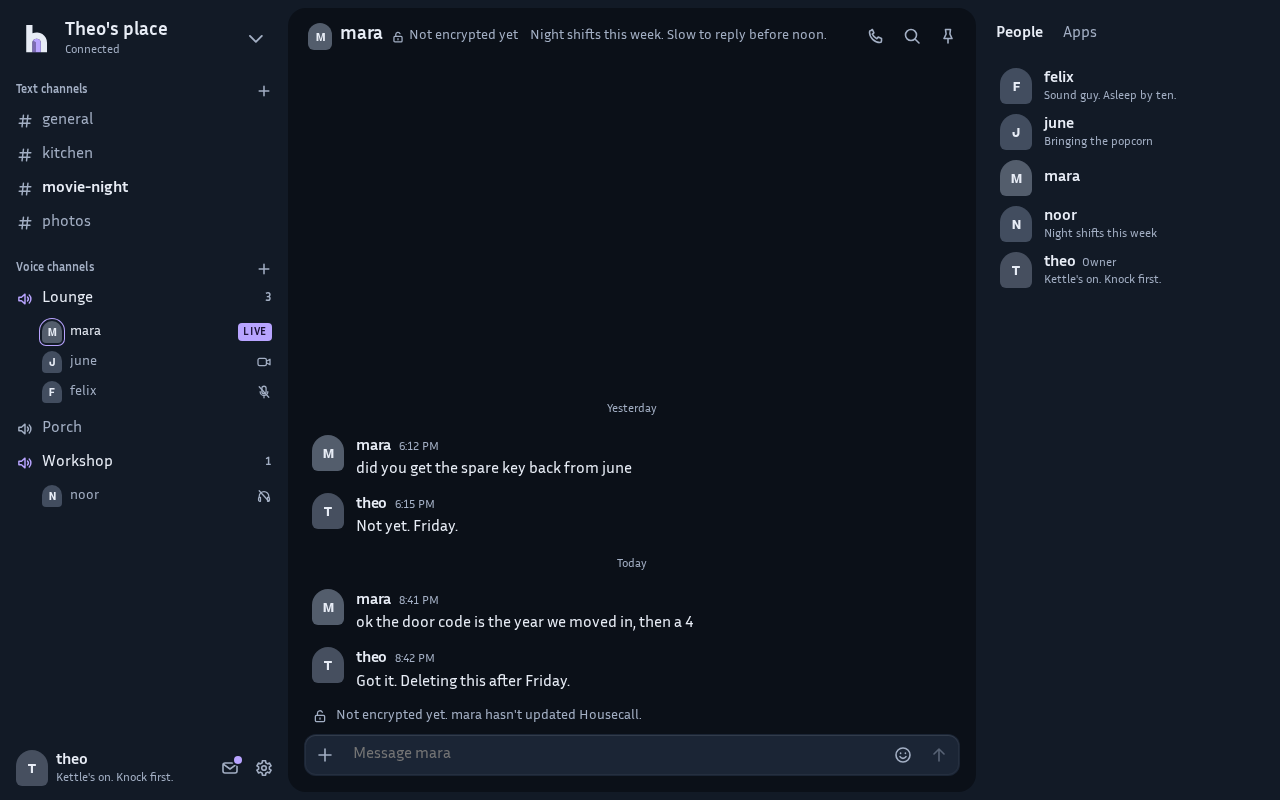 Theo's place
Connected
Text channels
general
kitchen
movie-night
photos
Voice channels
Lounge 3
M mara LIVE
J june
F felix
Porch
Workshop 1
N noor
T theo
Kettle's on. Knock first.
M mara Not encrypted yet Night shifts this week. Slow to reply before noon.
Yesterday
M mara 6:12 PM
did you get the spare key back from june
T theo 6:15 PM
Not yet. Friday.
Today
M mara 8:41 PM
ok the door code is the year we moved in, then a 4
T theo 8:42 PM
Got it. Deleting this after Friday.
Not encrypted yet. mara hasn't updated Housecall.
Message mara
People Apps
F felix
Sound guy. Asleep by ten.
J june
Bringing the popcorn
M mara
N noor
Night shifts this week
T theo Owner
Kettle's on. Knock first.